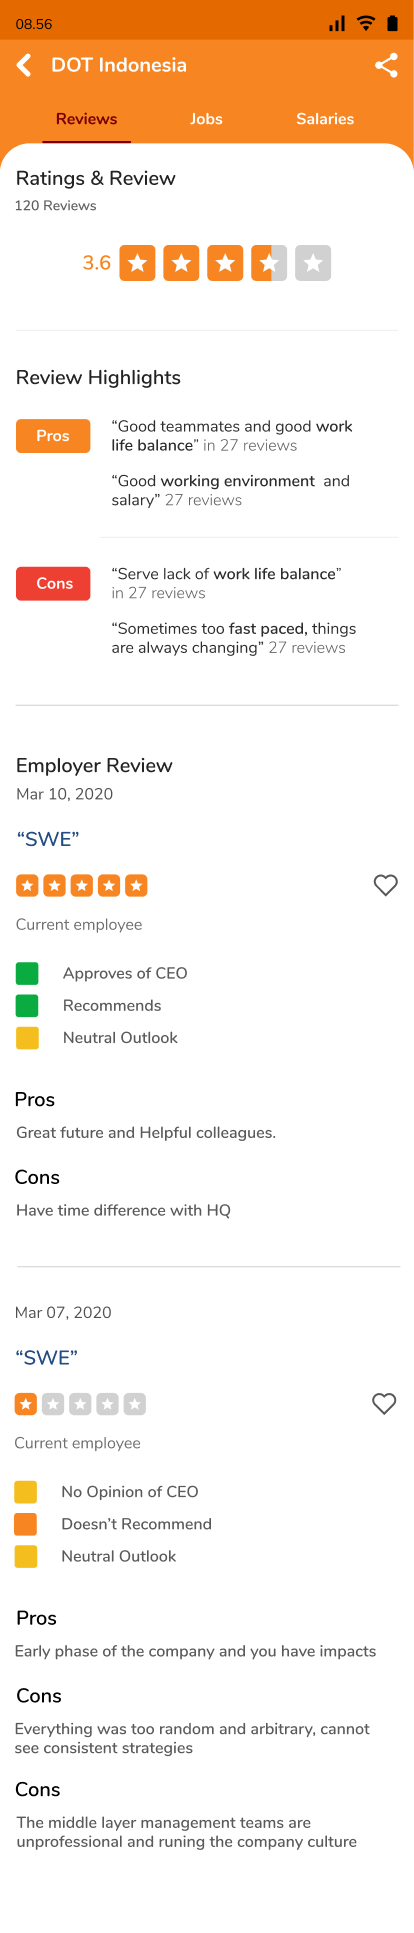 08.56
DOT Indonesia
Reviews Jobs Salaries
Ratings & Review
120 Reviews
3.6
Review Highlights
Pros
“Good teammates and good work
life balance” in 27 reviews
“Good working environment and
salary” 27 reviews
Cons
“Serve lack of work life balance”
in 27 reviews
“Sometimes too fast paced, things
are always changing” 27 reviews
Employer Review
Mar 10, 2020
“SWE”
Current employee
Approves of CEO
Recommends
Neutral Outlook
Pros
Great future and Helpful colleagues.
Cons
Have time difference with HQ
Mar 07, 2020
“SWE”
Current employee
No Opinion of CEO
Doesn’t Recommend
Neutral Outlook
Pros
Early phase of the company and you have impacts
Cons
Everything was too random and arbitrary, cannot
see consistent strategies
Cons
The middle layer management teams are
unprofessional and runing the company culture